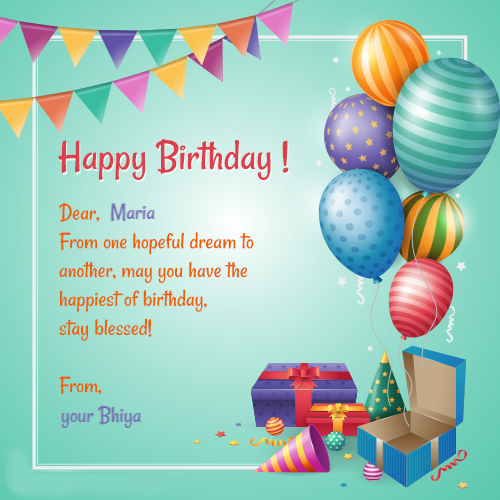 Happy Birthday !
Dear, Maria
From one hopeful dream to
another, may you have the
happiest of birthday,
stay blessed!
From,
your Bhiya